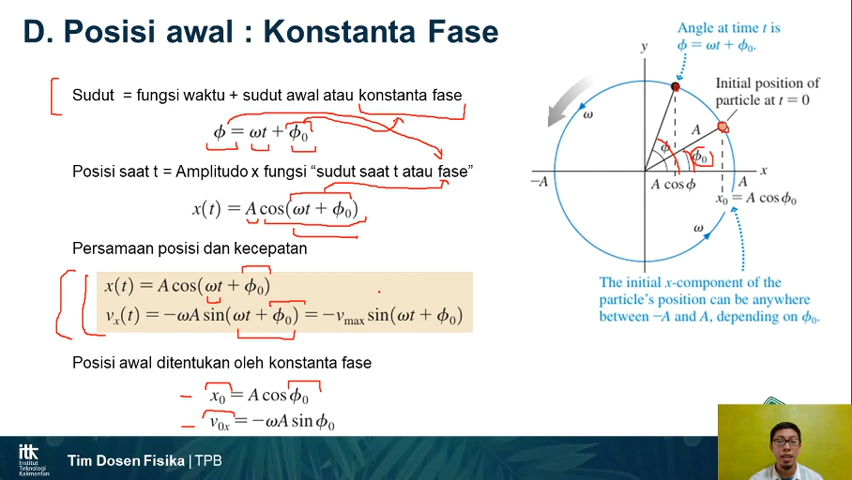 D. Posisi awal : Konstanta Fase
Sudut = fungsi waktu + sudut awal atau konstanta fase
ϕ = ωt + ϕ₀
Posisi saat t = Amplitudo x fungsi “sudut saat t atau fase”
x(t) = A cos(ωt + ϕ₀)
Persamaan posisi dan kecepatan
x(t) = A cos(ωt + ϕ₀)
vₓ(t) = −ωA sin(ωt + ϕ₀) = −vmax sin(ωt + ϕ₀)
Posisi awal ditentukan oleh konstanta fase
x₀ = A cos ϕ₀
v₀ₓ = −ωA sin ϕ₀
Angle at time t is
ϕ = ωt + ϕ₀.
y
Initial position of
particle at t = 0
ω
A
ϕ
ϕ₀
x
−A
A cos ϕ
A
x₀ = A cos ϕ₀
ω
The initial x-component of the
particle’s position can be anywhere
between −A and A, depending on ϕ₀.
itk
Institut
Teknologi
Kalimantan
Tim Dosen Fisika | TPB